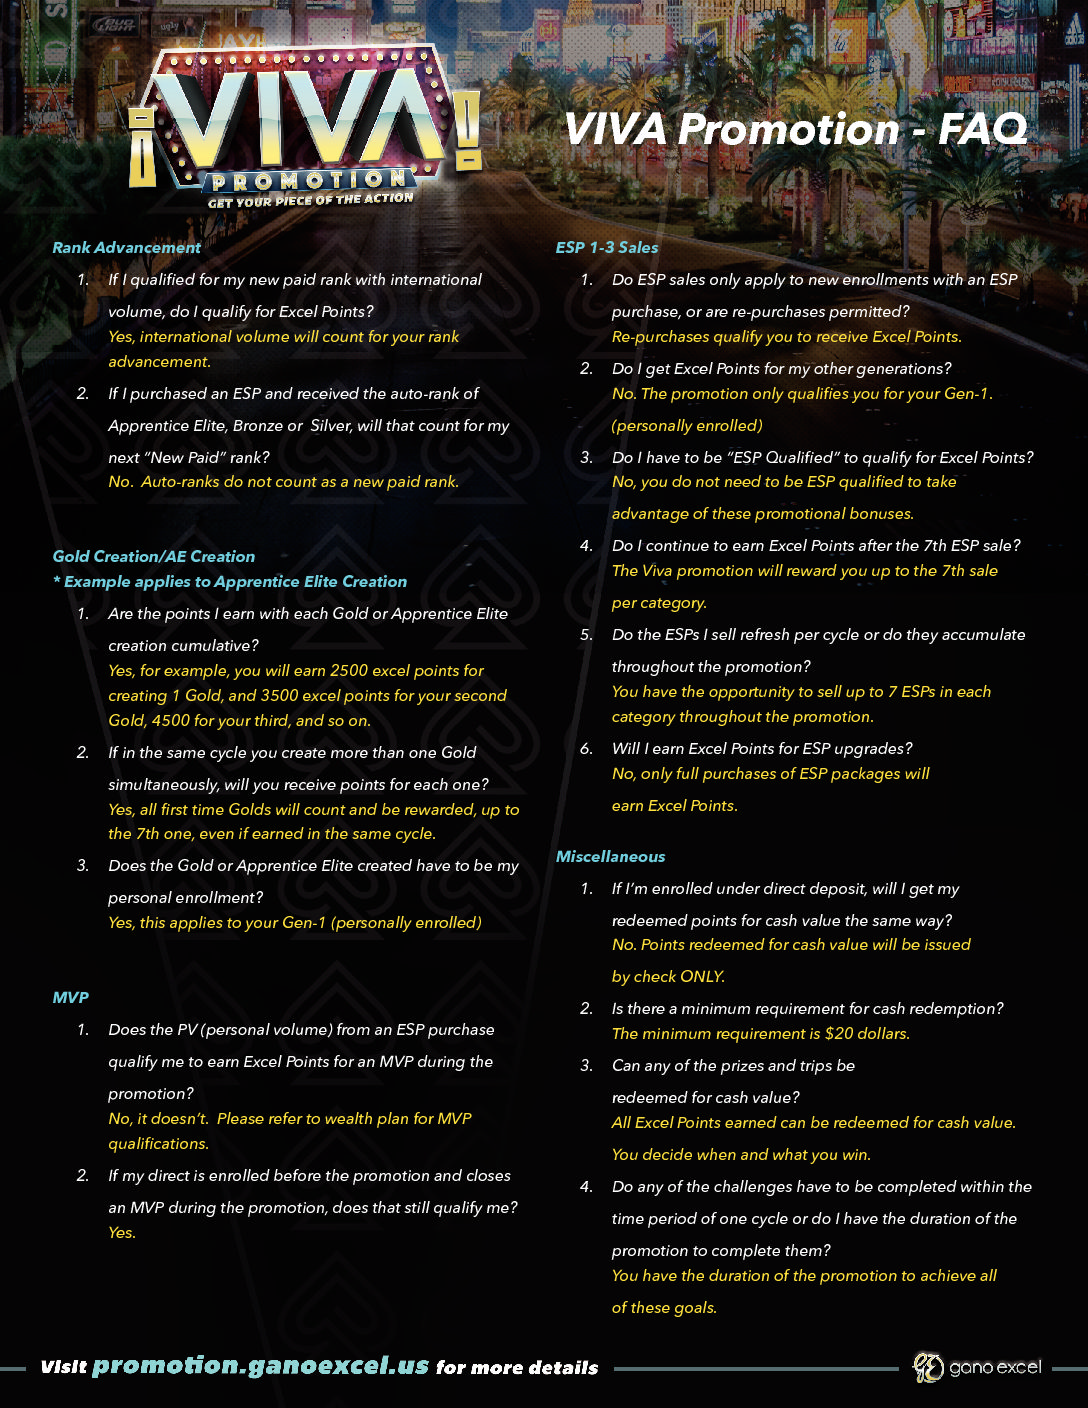 BUD
LIGHT
ugly
JAY
¡VIVA!
PROMOTION
GET YOUR PIECE OF THE ACTION
VIVA Promotion - FAQ
Rank Advancement
1. If I qualified for my new paid rank with international
volume, do I qualify for Excel Points?
Yes, international volume will count for your rank
advancement.
2. If I purchased an ESP and received the auto-rank of
Apprentice Elite, Bronze or  Silver, will that count for my
next “New Paid” rank?
No.  Auto-ranks do not count as a new paid rank.
Gold Creation/AE Creation
* Example applies to Apprentice Elite Creation
1. Are the points I earn with each Gold or Apprentice Elite
creation cumulative?
Yes, for example, you will earn 2500 excel points for
creating 1 Gold, and 3500 excel points for your second
Gold, 4500 for your third, and so on.
2. If in the same cycle you create more than one Gold
simultaneously, will you receive points for each one?
Yes, all first time Golds will count and be rewarded, up to
the 7th one, even if earned in the same cycle.
3. Does the Gold or Apprentice Elite created have to be my
personal enrollment?
Yes, this applies to your Gen-1 (personally enrolled)
MVP
1. Does the PV (personal volume) from an ESP purchase
qualify me to earn Excel Points for an MVP during the
promotion?
No, it doesn’t.  Please refer to wealth plan for MVP
qualifications.
2. If my direct is enrolled before the promotion and closes
an MVP during the promotion, does that still qualify me?
Yes.
ESP 1-3 Sales
1. Do ESP sales only apply to new enrollments with an ESP
purchase, or are re-purchases permitted?
Re-purchases qualify you to receive Excel Points.
2. Do I get Excel Points for my other generations?
No. The promotion only qualifies you for your Gen-1.
(personally enrolled)
3. Do I have to be “ESP Qualified” to qualify for Excel Points?
No, you do not need to be ESP qualified to take
advantage of these promotional bonuses.
4. Do I continue to earn Excel Points after the 7th ESP sale?
The Viva promotion will reward you up to the 7th sale
per category.
5. Do the ESPs I sell refresh per cycle or do they accumulate
throughout the promotion?
You have the opportunity to sell up to 7 ESPs in each
category throughout the promotion.
6. Will I earn Excel Points for ESP upgrades?
No, only full purchases of ESP packages will
earn Excel Points.
Miscellaneous
1. If I’m enrolled under direct deposit, will I get my
redeemed points for cash value the same way?
No. Points redeemed for cash value will be issued
by check ONLY.
2. Is there a minimum requirement for cash redemption?
The minimum requirement is $20 dollars.
3. Can any of the prizes and trips be
redeemed for cash value?
All Excel Points earned can be redeemed for cash value.
You decide when and what you win.
4. Do any of the challenges have to be completed within the
time period of one cycle or do I have the duration of the
promotion to complete them?
You have the duration of the promotion to achieve all
of these goals.
Visit promotion.ganoexcel.us for more details
gano excel